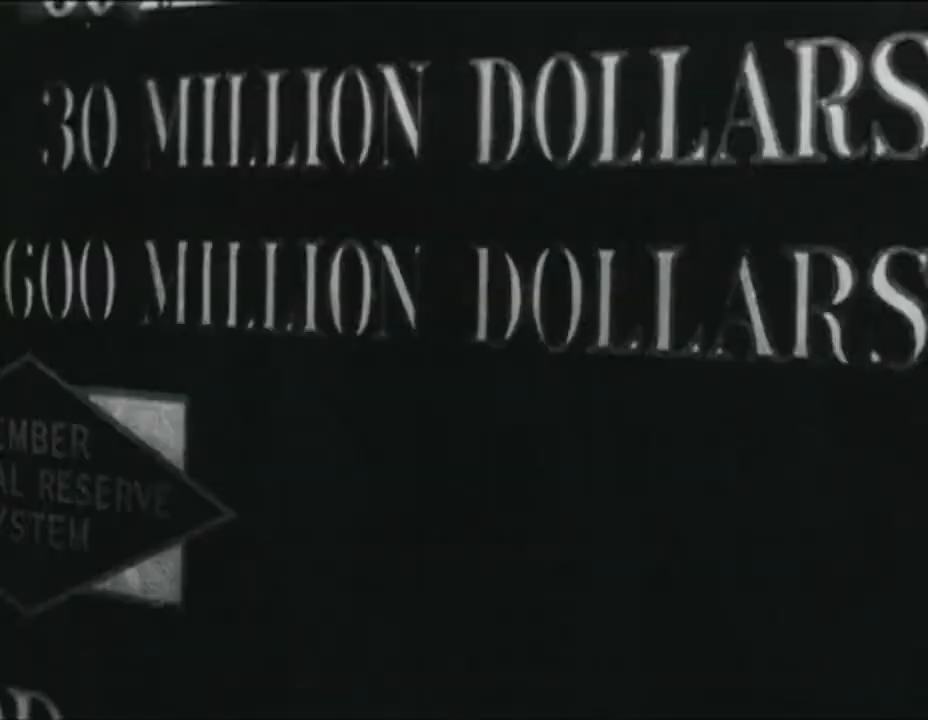 30 MILLION DOLLARS
600 MILLION DOLLARS
EMBER
AL RESERVE
YSTEM